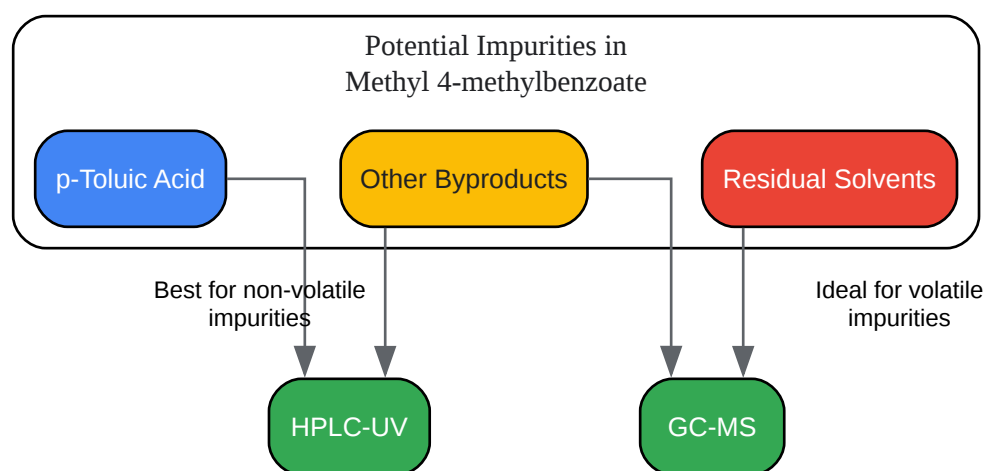 Potential Impurities in
Methyl 4-methylbenzoate
p-Toluic Acid
Other Byproducts
Residual Solvents
Best for non-volatile
impurities
Ideal for volatile
impurities
HPLC-UV
GC-MS